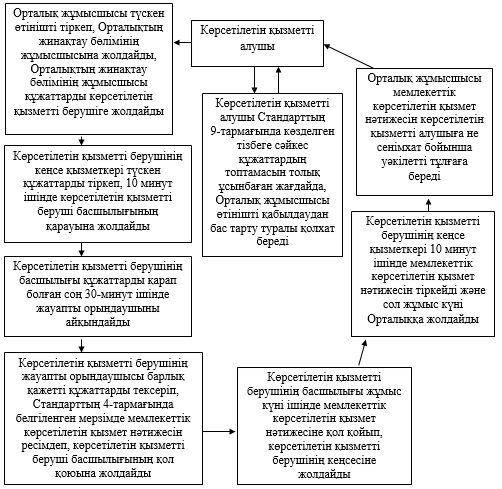 Орталық жұмысшысы түскен
өтінішті тіркеп, Орталықтың
жинақтау бөлімінің
жұмысшысына жолдайды,
Орталықтың жинақтау
бөлімінің жұмысшысы
құжаттарды көрсетілетін
қызметті берушіге жолдайды
Көрсетілетін қызметті
алушы
Көрсетілетін қызметті
алушы Стандарттың
9-тармағында көзделген
тізбеге сәйкес
құжаттардың
топтамасын толық
ұсынбаған жағдайда,
Орталық жұмысшысы
өтінішті қабылдаудан
бас тарту туралы қолхат
береді
Орталық жұмысшысы
мемлекеттік
көрсетілетін қызмет
нәтижесін көрсетілетін
қызметті алушыға не
сенімхат бойынша
уәкілетті тұлғаға
береді
Көрсетілетін қызметті берушінің
кеңсе қызметкері түскен
құжаттарды тіркеп, 10 минут
ішінде көрсетілетін қызметті
беруші басшылығының
қарауына жолдайды
Көрсетілетін қызметті
берушінің кеңсе
қызметкері 10 минут
ішінде мемлекеттік
көрсетілетін қызмет
нәтижесін тіркейді және
сол жұмыс күні
Орталыққа жолдайды
Көрсетілетін қызметті берушінің
басшылығы құжаттарды қарап
болған соң 30-минут ішінде
жауапты орындаушыны
айқындайды
Көрсетілетін қызметті берушінің
жауапты орындаушысы барлық
қажетті құжаттарды тексеріп,
Стандарттың 4-тармағында
белгіленген мерзімде мемлекеттік
көрсетілетін қызмет нәтижесін
ресімдеп, көрсетілетін қызметті
беруші басшылығының қол
қоюына жолдайды
Көрсетілетін қызметті
берушінің басшылығы жұмыс
күні ішінде мемлекеттік
көрсетілетін қызмет
нәтижесіне қол қойып,
көрсетілетін қызметті
берушінің кеңсесіне
жолдайды